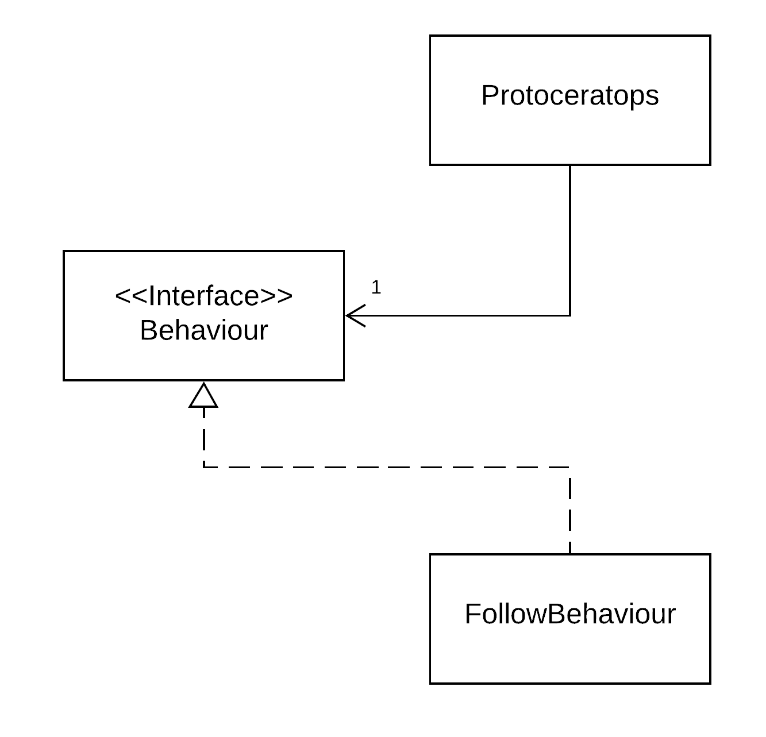 Protoceratops
<<Interface>>
Behaviour
1
FollowBehaviour